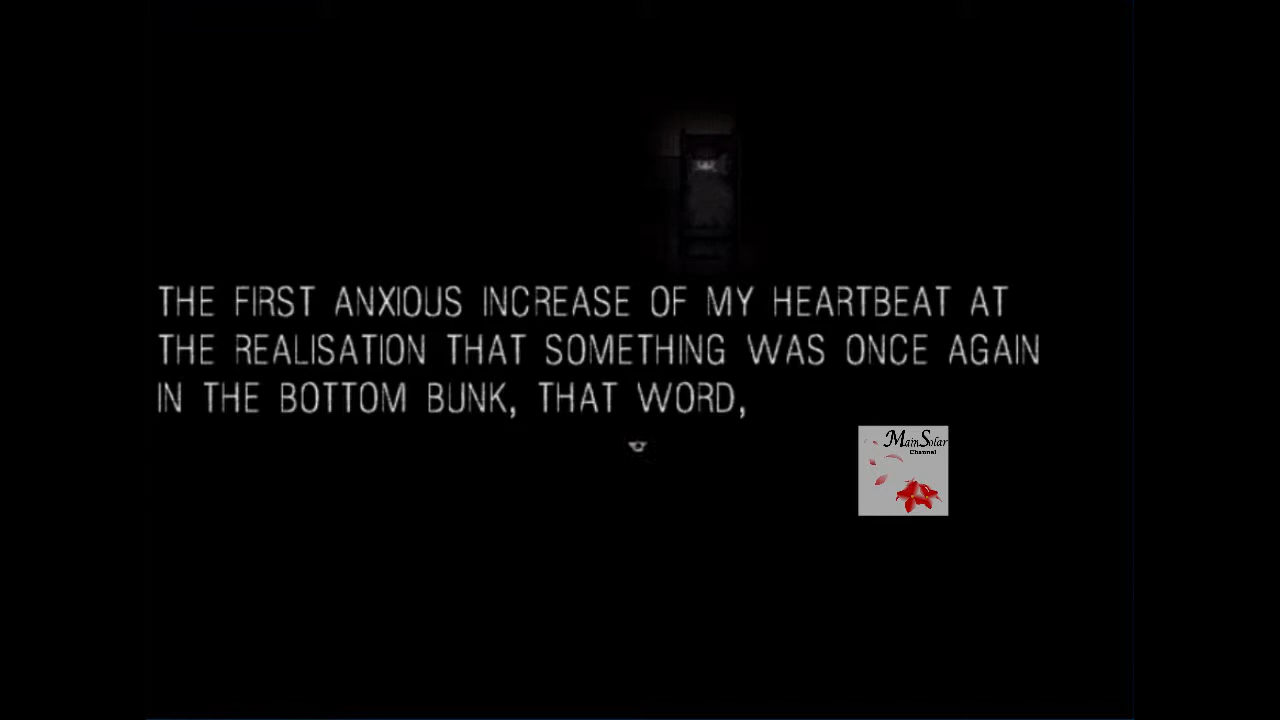 THE FIRST ANXIOUS INCREASE OF MY HEARTBEAT AT
THE REALISATION THAT SOMETHING WAS ONCE AGAIN
IN THE BOTTOM BUNK, THAT WORD,
MainSolar
Channel